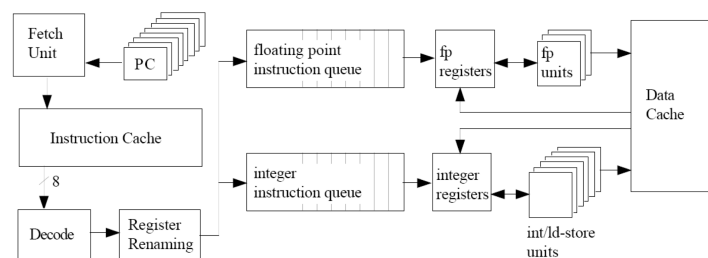 Fetch
Unit
PC
floating point
instruction queue
fp
registers
fp
units
Data
Cache
Instruction Cache
8
integer
instruction queue
integer
registers
Decode
Register
Renaming
int/ld-store
units